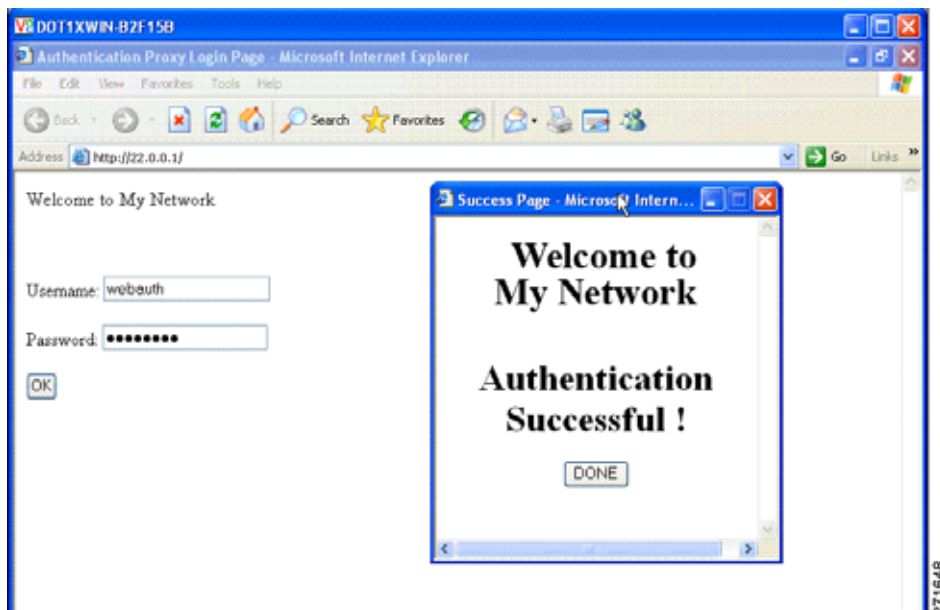 DOT1XWIN-B2F15B
Authentication Proxy Login Page - Microsoft Internet Explorer
File Edit View Favorites Tools Help
Back Search Favorites
Address http://22.0.0.1/ Go Links »
Welcome to My Network
Username: webauth
Password: ••••••••
OK
Success Page - Microsoft Intern...
Welcome to
My Network
Authentication
Successful !
DONE